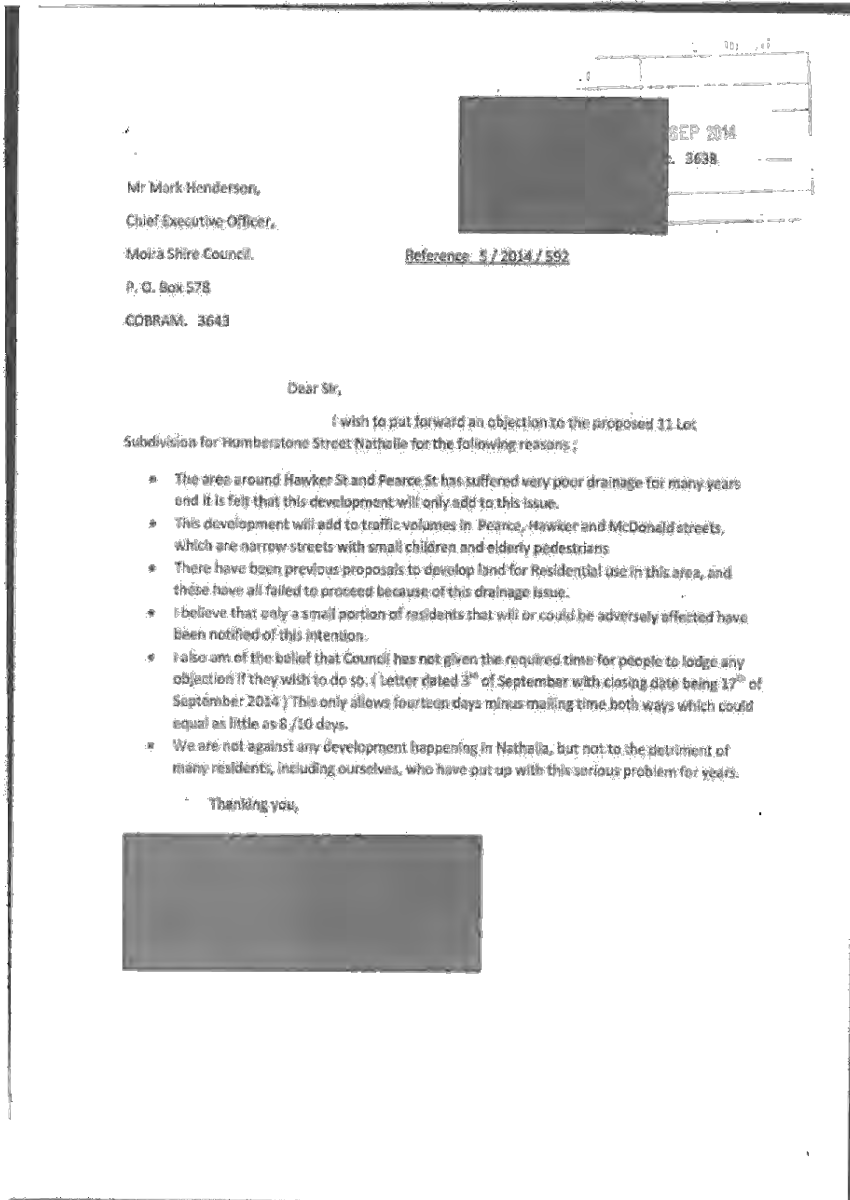 SEP 2014
3638
Mr Mark Henderson,
Chief Executive Officer,
Moira Shire Council.
Reference 5 / 2014 / 592
P. O. Box 578
COBRAM. 3643
Dear Sir,
I wish to put forward an objection to the proposed 11 Lot
Subdivision for Humberstone Street Nathalia for the following reasons ;
• The area around Hawker St and Pearce St has suffered very poor drainage for many years
and it is felt that this development will only add to this issue.
• This development will add to traffic volumes in Pearce, Hawker and McDonald streets,
which are narrow streets with small children and elderly pedestrians
• There have been previous proposals to develop land for Residential use in this area, and
these have all failed to proceed because of this drainage issue.
• I believe that only a small portion of residents that will or could be adversely affected have
been notified of this intention.
• I also am of the belief that Council has not given the required time for people to lodge any
objection if they wish to do so. ( Letter dated 3rd of September with closing date being 17th of
September 2014 ) This only allows fourteen days minus mailing time both ways which could
equal as little as 8 /10 days.
• We are not against any development happening in Nathalia, but not to the detriment of
many residents, including ourselves, who have put up with this serious problem for years.
Thanking you,